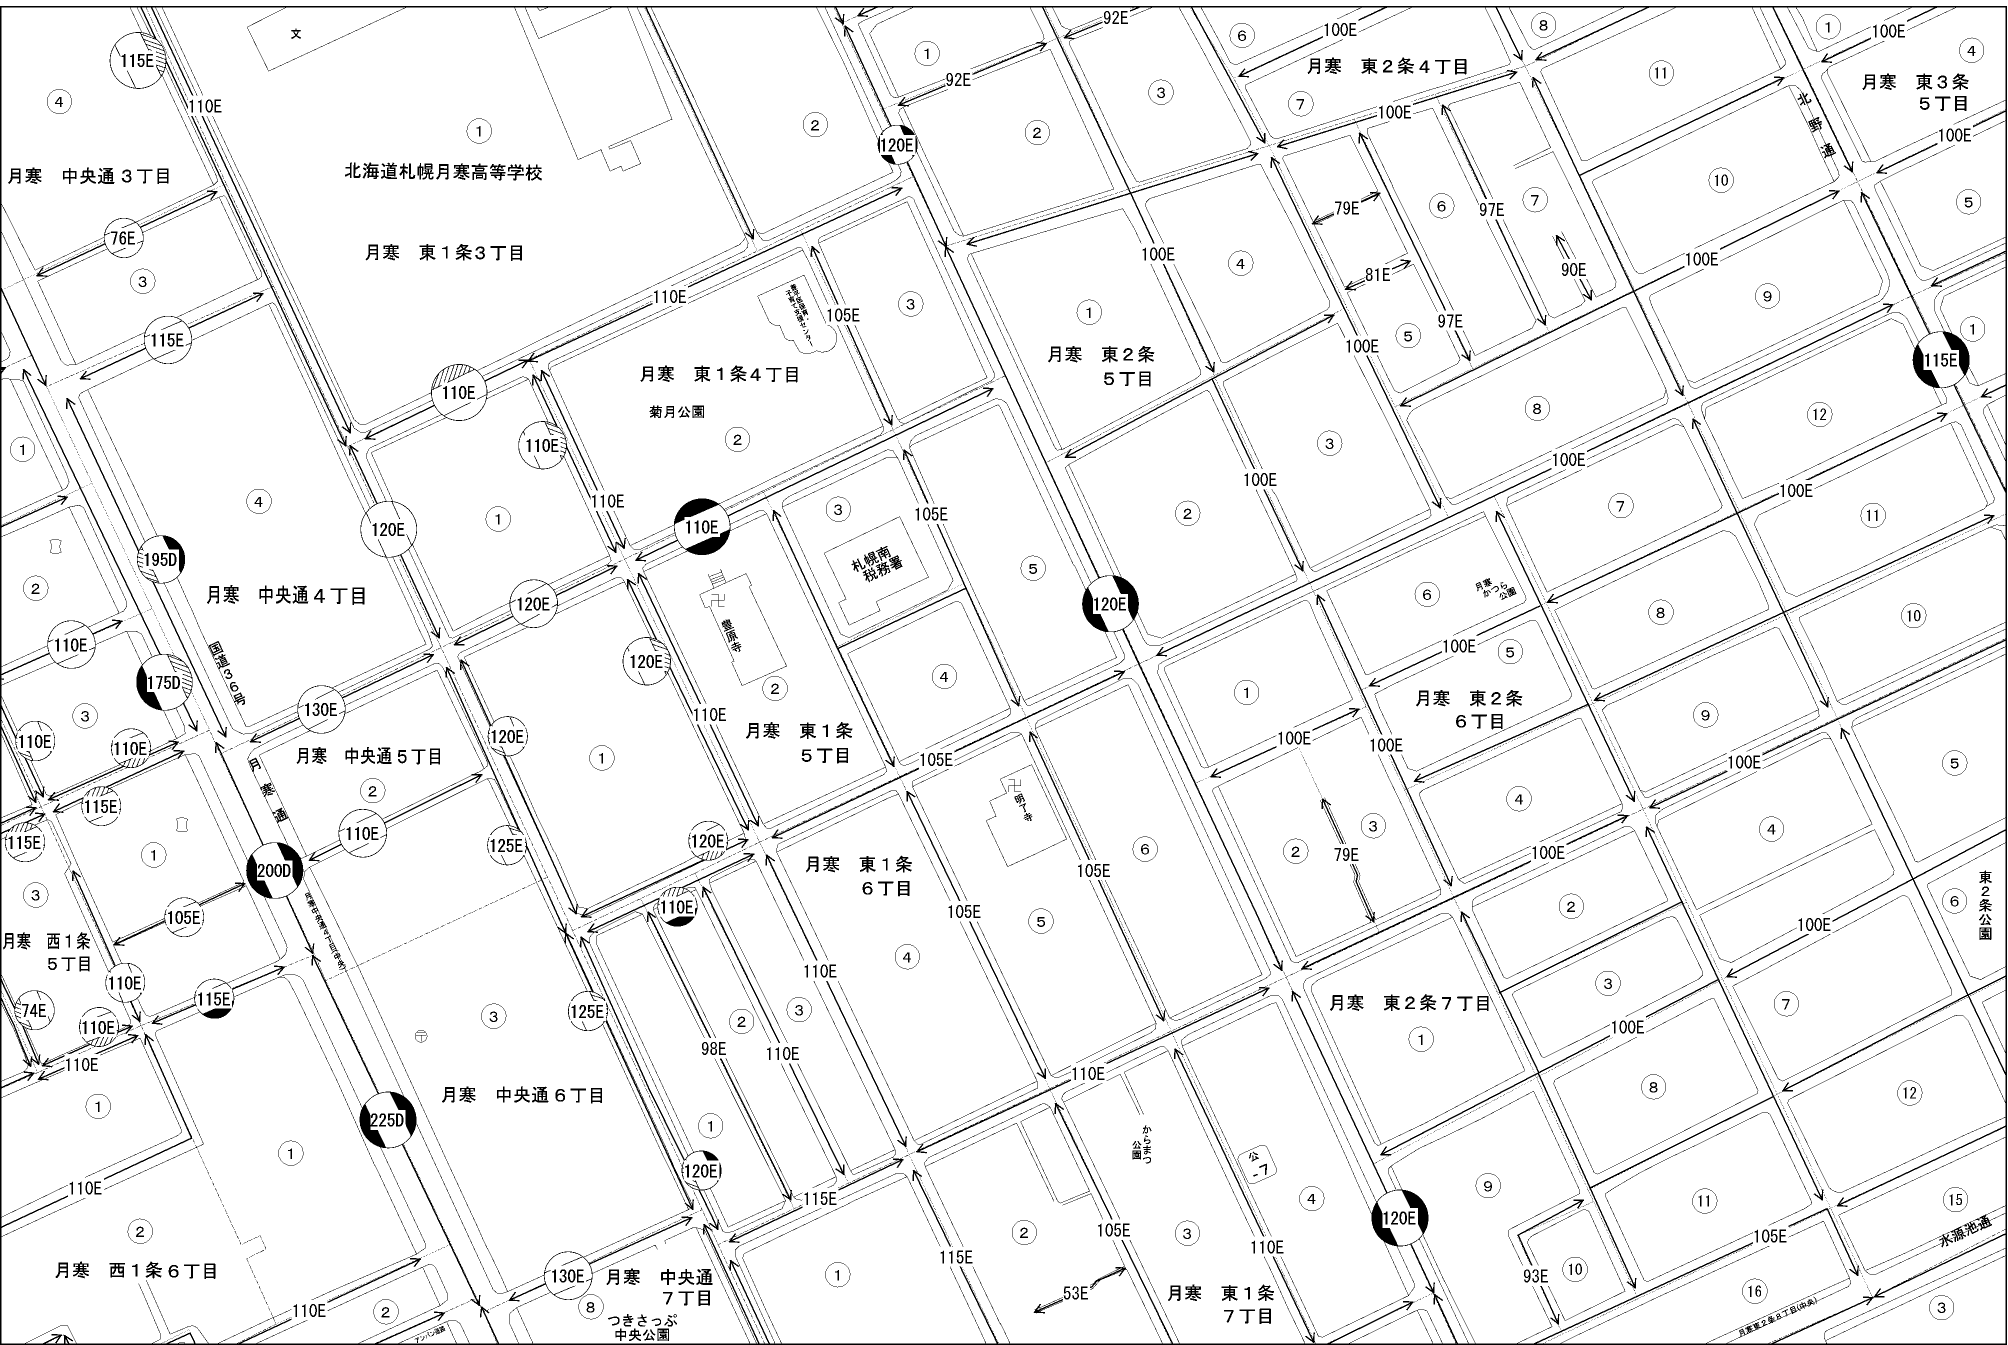 文
92E
⑥
100E
⑧
①
100E
④
115E
①
92E
月寒 東2条4丁目
⑪
月寒 東3条
5丁目
④
110E
③
⑦
100E
北野通
①
②
120E
②
100E
月寒 中央通3丁目
北海道札幌月寒高等学校
⑩
79E
⑥
97E
⑦
⑤
76E
月寒 東1条3丁目
100E
④
81E
90E
100E
③
110E
③
⑨
105E
①
97E
⑤
①
115E
月寒 東2条
5丁目
100E
115E
110E
月寒 東1条4丁目
菊月公園
②
⑧
⑫
①
110E
③
100E
④
110E
③
100E
100E
①
105E
②
⑦
⑪
120E
110E
札幌南
税務署
195D
⑤
②
月寒 中央通4丁目
120E
120E
⑥
月寒
かつら
公園
⑧
⑩
豊原寺
110E
国道36号
120E
100E
⑤
175D
④
①
③
130E
110E
②
月寒 東1条
5丁目
月寒 東2条
6丁目
⑨
110E
110E
120E
100E
100E
月寒 中央通5丁目
①
105E
100E
⑤
月寒通
②
明了寺
115E
④
115E
110E
125E
120E
月寒 東1条
6丁目
⑥
②
79E
③
④
①
200D
105E
100E
③
105E
110E
105E
②
⑥
東2条公園
月寒 西1条
5丁目
⑤
100E
110E
④
110E
③
115E
74E
110E
③
125E
②
③
月寒 東2条7丁目
⑦
①
100E
98E
110E
110E
110E
①
225D
月寒 中央通6丁目
⑧
⑫
①
①
からまつ
公園
公
-7
120E
110E
115E
④
⑨
⑪
⑮
②
105E
120E
②
③
115E
110E
105E
水源池通
月寒 西1条6丁目
130E
月寒 中央通
7丁目
①
93E
⑩
53E
月寒 東1条
7丁目
⑯
110E
②
⑧
つきさっぷ
中央公園
③